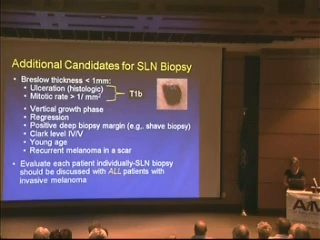 Additional Candidates for SLN Biopsy
• Breslow thickness < 1mm:
• Ulceration (histologic)
• Mitotic rate > 1/ mm²
T1b
• Vertical growth phase
• Regression
• Positive deep biopsy margin (e.g,. shave biopsy)
• Clark level IV/V
• Young age
• Recurrent melanoma in a scar
• Evaluate each patient individually-SLN biopsy
should be discussed with ALL patients with
invasive melanoma